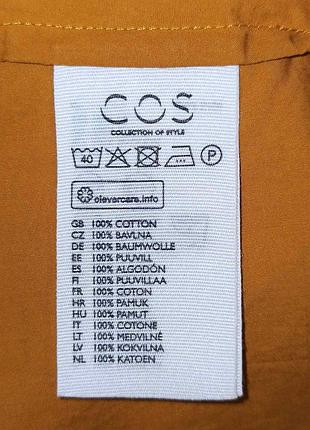 COS
COLLECTION OF STYLE
40 P
clevercare.info
GB 100% COTTON
CZ 100% BAVLNA
DE 100% BAUMWOLLE
EE 100% PUUVILL
ES 100% ALGODÓN
FI 100% PUUVILLAA
FR 100% COTON
HR 100% PAMUK
HU 100% PAMUT
IT 100% COTONE
LT 100% MEDVILNĖ
LV 100% KOKVILNA
NL 100% KATOEN